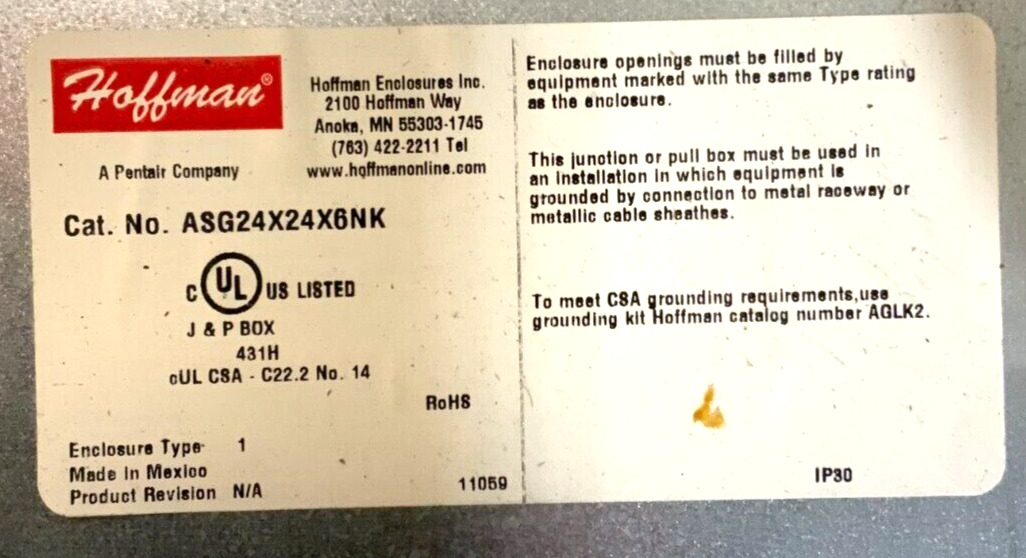 Hoffman®
A Pentair Company
Hoffman Enclosures Inc.
2100 Hoffman Way
Anoka, MN 55303-1745
(763) 422-2211 Tel
www.hoffmanonline.com
Cat. No. ASG24X24X6NK
C UL US LISTED
J & P BOX
431H
cUL CSA - C22.2 No. 14
RoHS
Enclosure Type 1
Made In Mexico
Product Revision N/A
11059
Enclosure openings must be filled by
equipment marked with the same Type rating
as the enclosure.
This junction or pull box must be used in
an installation in which equipment is
grounded by connection to metal raceway or
metallic cable sheathes.
To meet CSA grounding requirements,use
grounding kit Hoffman catalog number AGLK2.
IP30